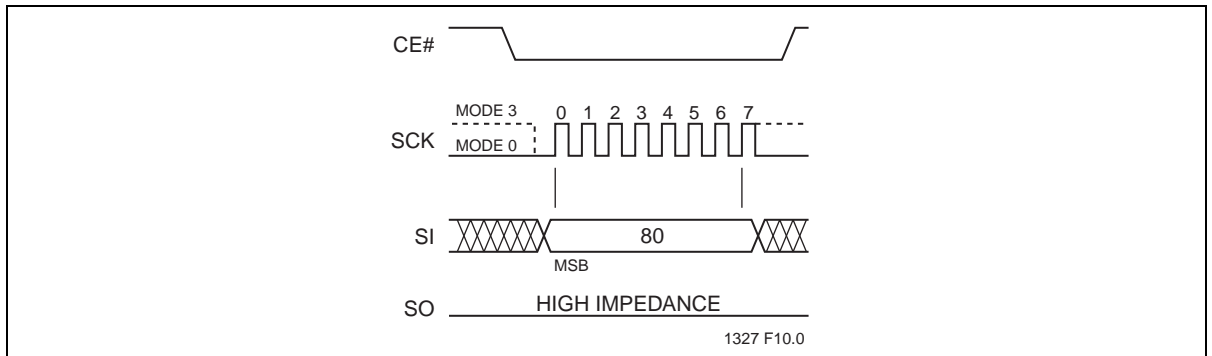 CE#
MODE 3 0 1 2 3 4 5 6 7
SCK MODE 0
SI 80
MSB
SO HIGH IMPEDANCE
1327 F10.0